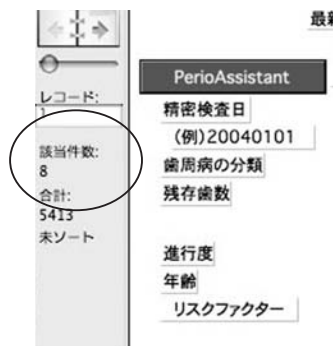 最新
PerioAssistant
レコード:
1
精密検査日
(例)20040101
該当件数:
8
歯周病の分類
合計:
5413
残存歯数
未ソート
進行度
年齢
リスクファクター